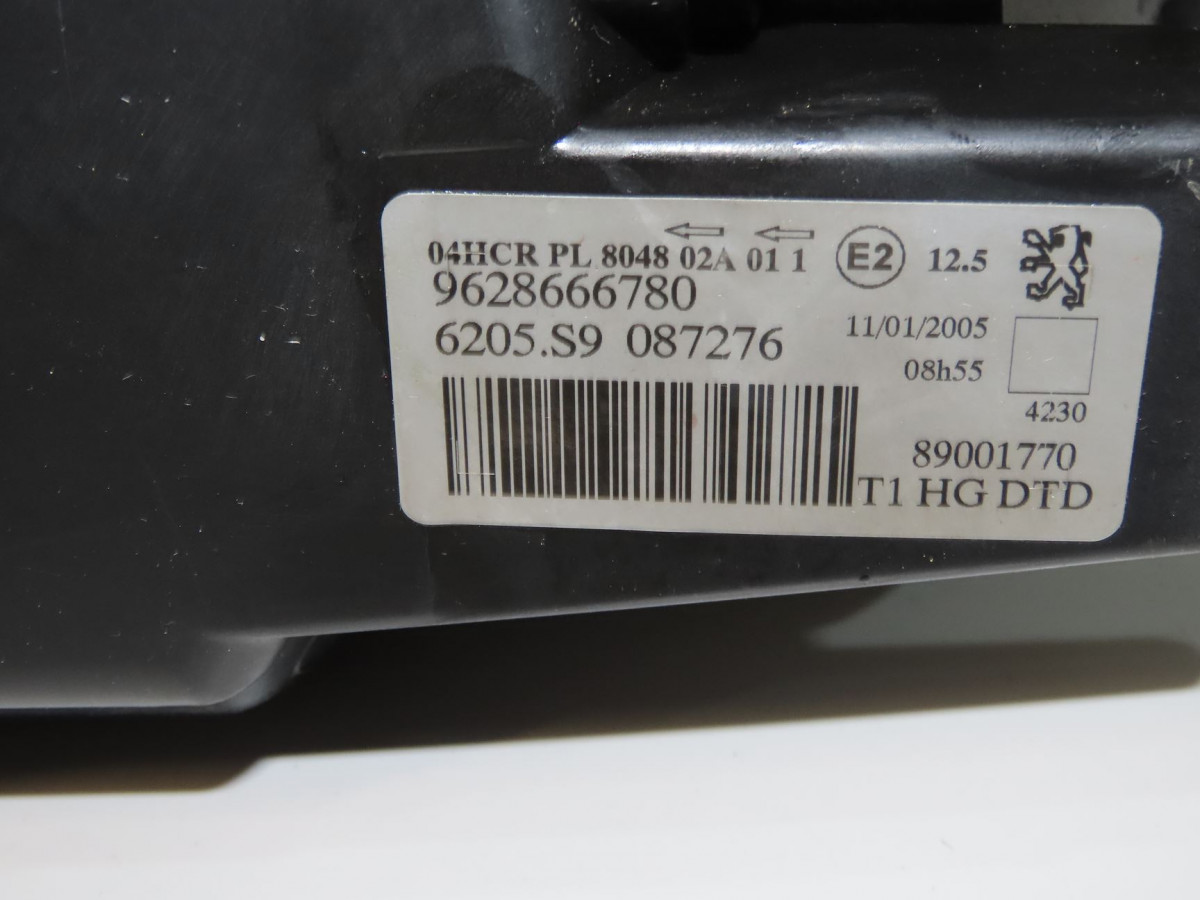 04HCR PL 8048 02A 01 1 E2 12.5
9628666780
6205.S9 087276
11/01/2005
08h55
4230
89001770
T1 HG DTD